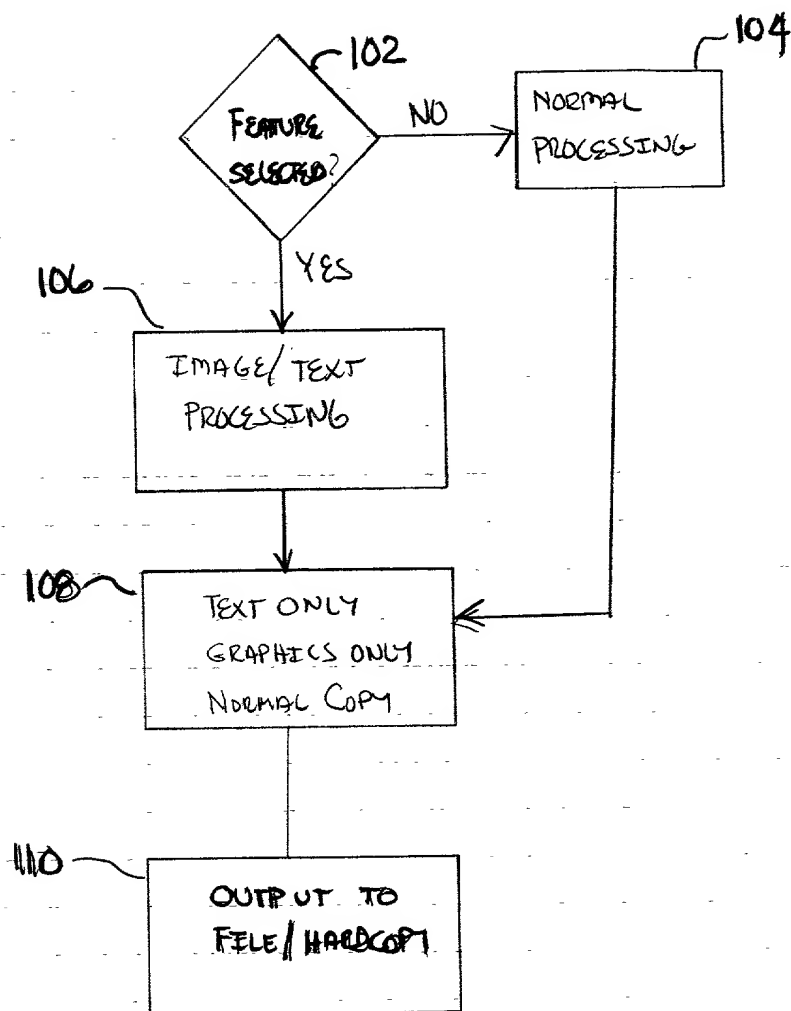 102
104
FEATURE
SELECTED?
NO
NORMAL
PROCESSING
YES
106
IMAGE/TEXT
PROCESSING
108
TEXT ONLY
GRAPHICS ONLY
NORMAL COPY
110
OUTPUT TO
FILE/HARDCOPY